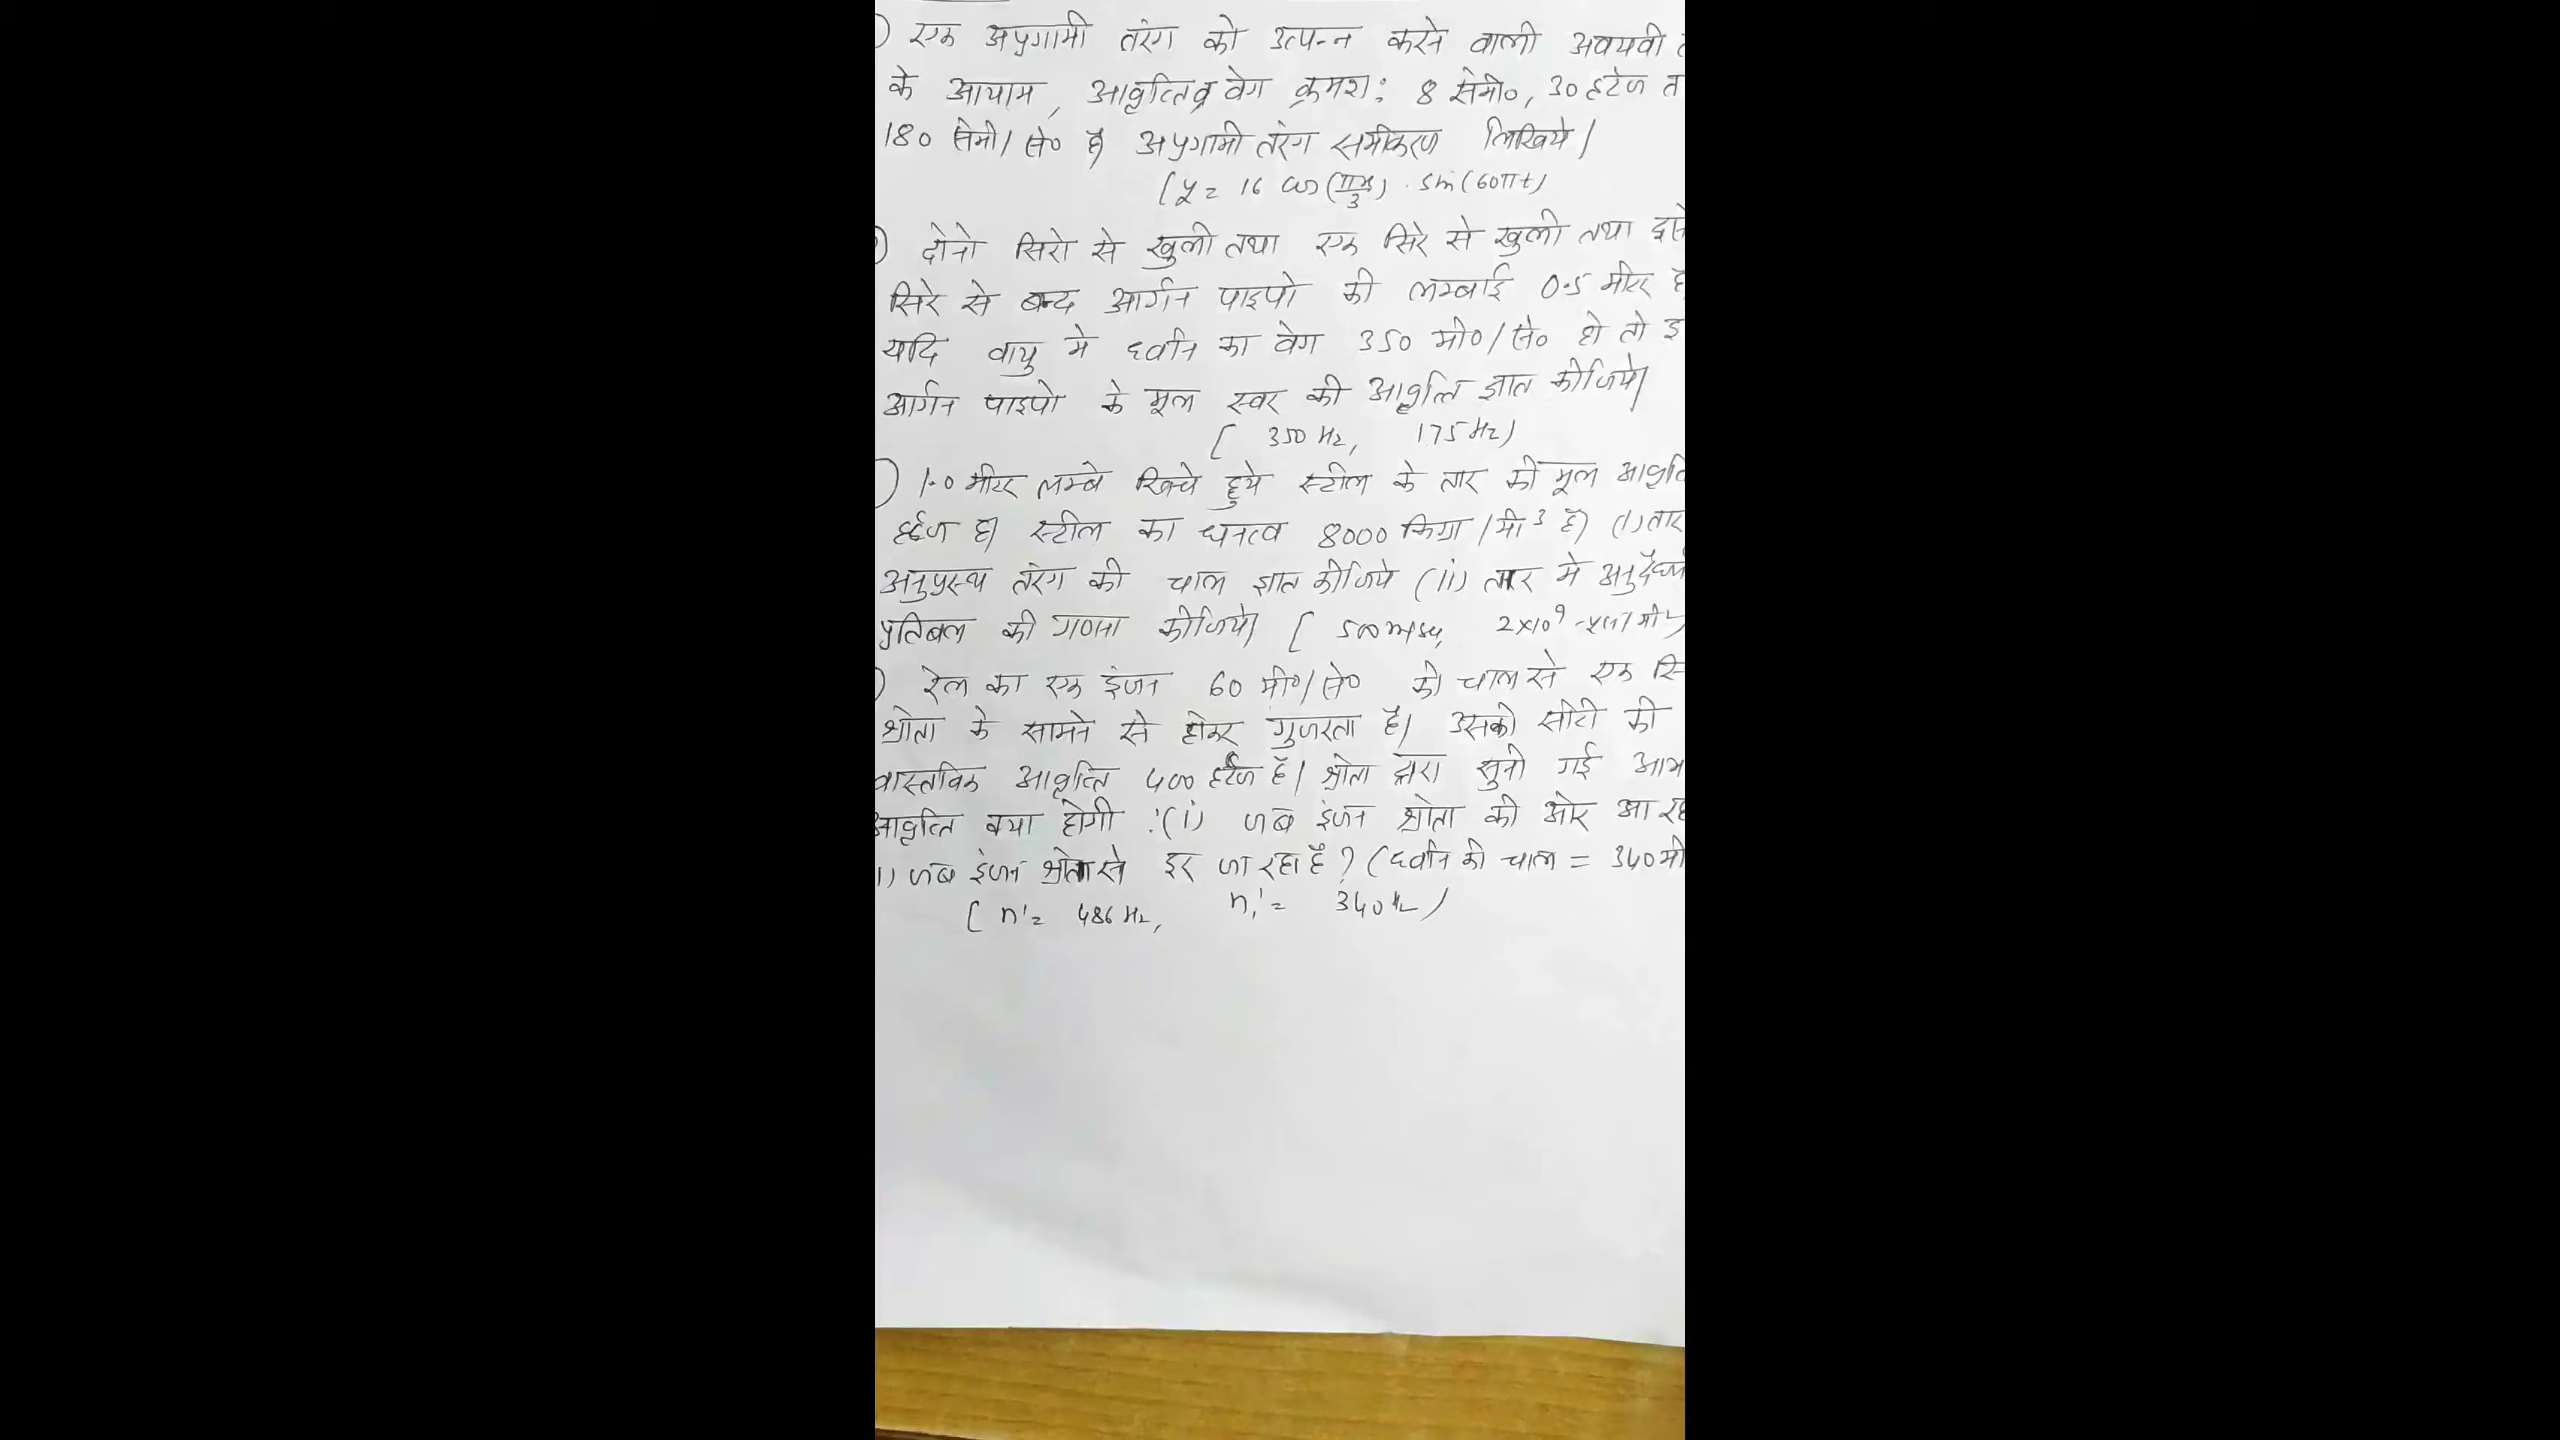 ) एक अप्रगामी तरंग को उत्पन्न करने वाली अवयवी
के आयाम, आवृत्ति व वेग क्रमश: 8 सेमी०, 30 हर्टज त
180 सेमी/से० है। अप्रगामी तरंग समीकरण लिखिये।
(y = 16 cos(πx/3) . sin(60πt)
) दोनो सिरो से खुली तथा एक सिरे से खुली तथा दूसरे
सिरे से बन्द आर्गन पाइपो की लम्बाई 0.5 मीटर है
यदि वायु मे ध्वनि का वेग 350 मी०/से० हो तो इ
आर्गन पाइपो के मूल स्वर की आवृत्ति ज्ञात कीजिये।
( 350 Hz, 175 Hz)
) 1.0 मीटर लम्बे खिचे हुये स्टील के तार की मूल आवृत्ति
हर्टज है। स्टील का घनत्व 8000 किग्रा/मी³ है। (i) तार
अनुप्रस्थ तरंग की चाल ज्ञात कीजिये (ii) तार मे अनुदैर्ध्य
प्रतिबल की गणना कीजिये। ( 500 m/se, 2×10⁹
) रेल का एक इंजन 60 मी०/से० की चाल से एक स्
श्रोता के सामने से होकर गुजरता है। उसकी सीटी की
वास्तविक आवृत्ति 400 हर्टज है। श्रोता द्वारा सुनी गई आभ
आवृत्ति क्या होगी :(i) जब इंजन श्रोता की ओर आ रह
i) जब इंजन श्रोता से दूर जा रहा है ? (ध्वनि की चाल = 340 मी
( n' = 486 Hz, n₁' = 340 Hz )